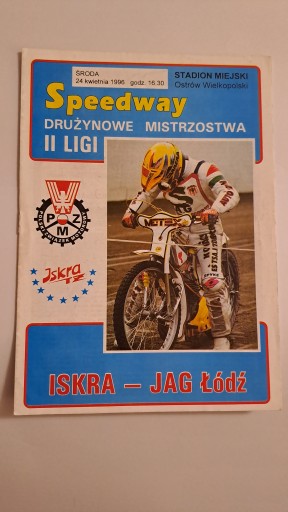 ŚRODA
24 kwietnia 1996 godz. 16.30
STADION MIEJSKI
Ostrów Wielkopolski
Speedway
DRUŻYNOWE MISTRZOSTWA
II LIGI
PZM
Iskra
ISKRA — JAG Łódź